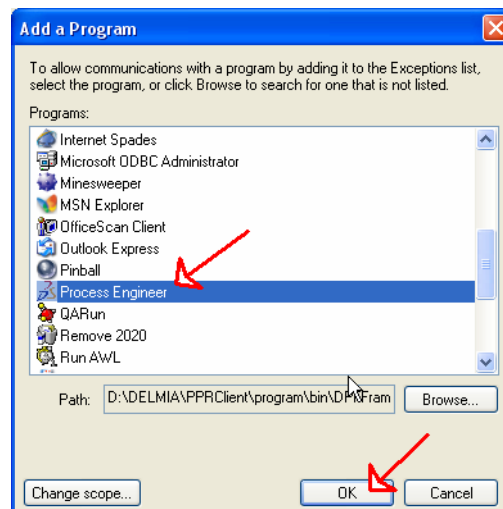 Add a Program
To allow communications with a program by adding it to the Exceptions list,
select the program, or click Browse to search for one that is not listed.
Programs:
Internet Spades
Microsoft ODBC Administrator
Minesweeper
MSN Explorer
OfficeScan Client
Outlook Express
Pinball
Process Engineer
QARun
Remove 2020
Run AWL
Path: D:\DELMIA\PPRClient\program\bin\DPE\Fram Browse...
Change scope... OK Cancel